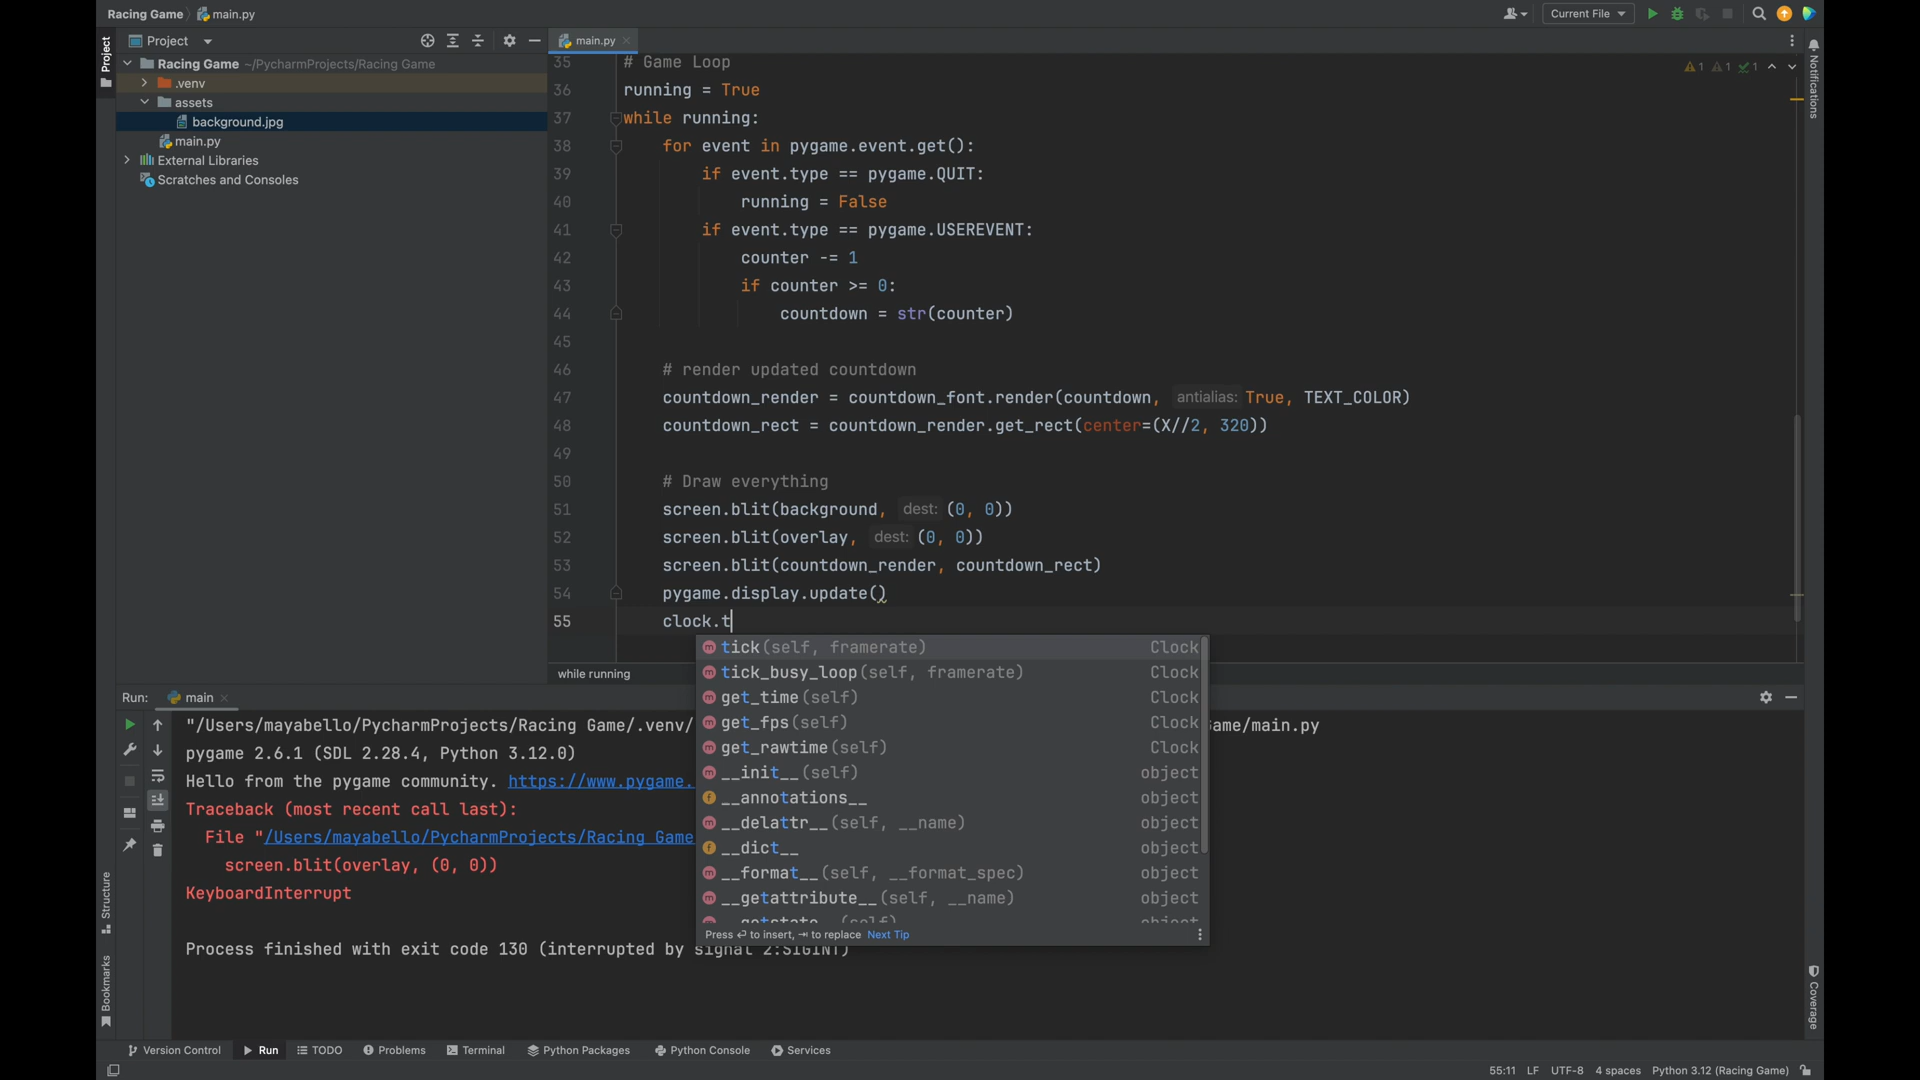 Racing Game
main.py
Current File
Project
Project
main.py
Racing Game ~/PycharmProjects/Racing Game
.venv
assets
background.jpg
main.py
External Libraries
Scratches and Consoles
1 1 1
Notifications
35 # Game Loop
36 running = True
37 while running:
38 for event in pygame.event.get():
39 if event.type == pygame.QUIT:
40 running = False
41 if event.type == pygame.USEREVENT:
42 counter -= 1
43 if counter >= 0:
44 countdown = str(counter)
45
46 # render updated countdown
47 countdown_render = countdown_font.render(countdown, antialias: True, TEXT_COLOR)
48 countdown_rect = countdown_render.get_rect(center=(X//2, 320))
49
50 # Draw everything
51 screen.blit(background, dest: (0, 0))
52 screen.blit(overlay, dest: (0, 0))
53 screen.blit(countdown_render, countdown_rect)
54 pygame.display.update()
55 clock.t
tick(self, framerate) Clock
tick_busy_loop(self, framerate) Clock
get_time(self) Clock
get_fps(self) Clock
get_rawtime(self) Clock
__init__(self) object
__annotations__ object
__delattr__(self, __name) object
__dict__ object
__format__(self, __format_spec) object
__getattribute__(self, __name) object
Press ↵ to insert, ⇥ to replace Next Tip
while running
Run: main
"/Users/mayabello/PycharmProjects/Racing Game/.venv/
ame/main.py
pygame 2.6.1 (SDL 2.28.4, Python 3.12.0)
Hello from the pygame community. https://www.pygame.
Traceback (most recent call last):
File "/Users/mayabello/PycharmProjects/Racing Game
screen.blit(overlay, (0, 0))
KeyboardInterrupt
Process finished with exit code 130 (interrupted by signal 2:SIGINT)
Structure
Bookmarks
Coverage
Version Control Run TODO Problems Terminal Python Packages Python Console Services
55:11 LF UTF-8 4 spaces Python 3.12 (Racing Game)